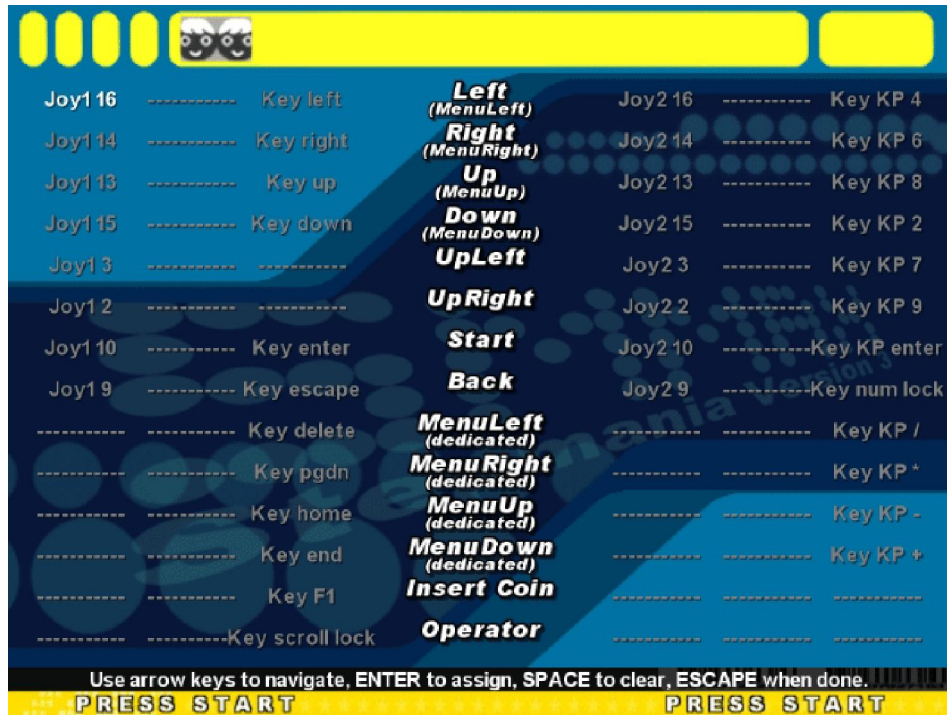 Joy1 16 ----------- Key left Left Joy2 16 ----------- Key KP 4
(MenuLeft)
Joy1 14 ----------- Key right Right Joy2 14 ----------- Key KP 6
(MenuRight)
Joy1 13 ----------- Key up Up Joy2 13 ----------- Key KP 8
(MenuUp)
Joy1 15 ----------- Key down Down Joy2 15 ----------- Key KP 2
(MenuDown)
Joy1 3 ----------- ----------- UpLeft Joy2 3 ----------- Key KP 7
Joy1 2 ----------- ----------- UpRight Joy2 2 ----------- Key KP 9
Joy1 10 ----------- Key enter Start Joy2 10 ----------- Key KP enter
Joy1 9 ----------- Key escape Back Joy2 9 ----------- Key num lock
----------- ----------- Key delete MenuLeft ----------- ----------- Key KP /
(dedicated)
----------- ----------- Key pgdn MenuRight ----------- ----------- Key KP *
(dedicated)
----------- ----------- Key home MenuUp ----------- ----------- Key KP -
(dedicated)
----------- ----------- Key end MenuDown ----------- ----------- Key KP +
(dedicated)
----------- ----------- Key F1 Insert Coin ----------- ----------- -----------
----------- ----------- Key scroll lock Operator ----------- ----------- -----------
stepmania version 3
Use arrow keys to navigate, ENTER to assign, SPACE to clear, ESCAPE when done.
PRESS START PRESS START